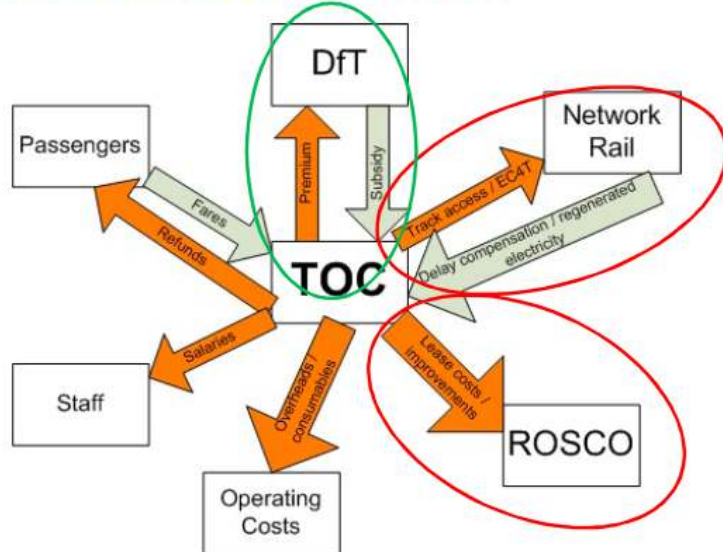 DfT
Network
Rail
Passengers
Premium
Subsidy
Track access / EC4T
Fares
Refunds
Delay compensation / regenerated
electricity
TOC
Salaries
Overheads /
consumables
Lease costs /
improvements
Staff
ROSCO
Operating
Costs